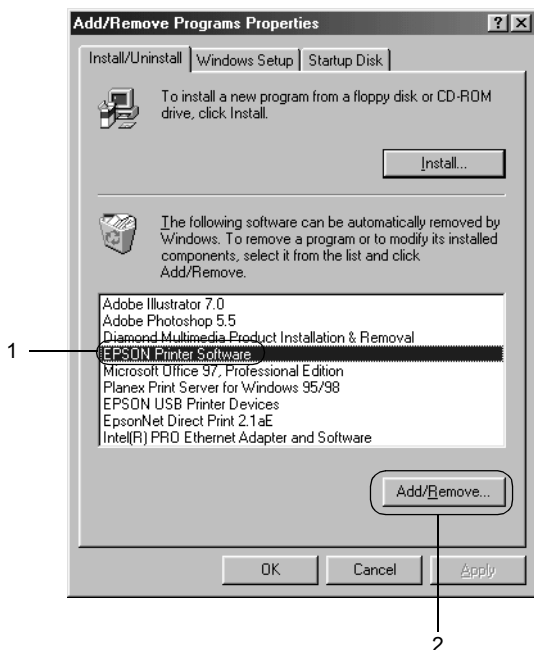 Add/Remove Programs Properties
Install/Uninstall
Windows Setup
Startup Disk
To install a new program from a floppy disk or CD-ROM
drive, click Install.
Install...
The following software can be automatically removed by
Windows. To remove a program or to modify its installed
components, select it from the list and click
Add/Remove.
Adobe Illustrator 7.0
Adobe Photoshop 5.5
Diamond Multimedia Product Installation & Removal
1
EPSON Printer Software
Microsoft Office 97, Professional Edition
Planex Print Server for Windows 95/98
EPSON USB Printer Devices
EpsonNet Direct Print 2.1aE
Intel(R) PRO Ethernet Adapter and Software
Add/Remove...
OK
Cancel
Apply
2